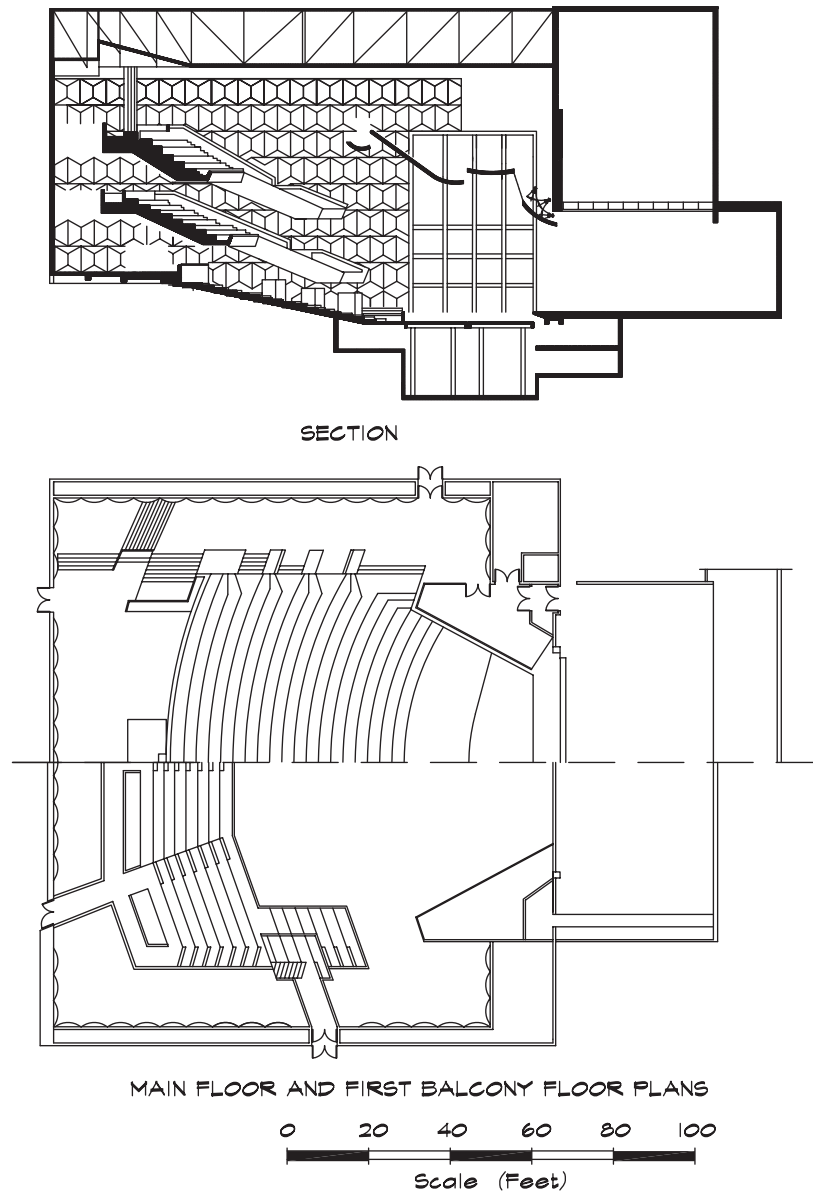 SECTION
MAIN FLOOR AND FIRST BALCONY FLOOR PLANS
0 20 40 60 80 100
Scale (Feet)